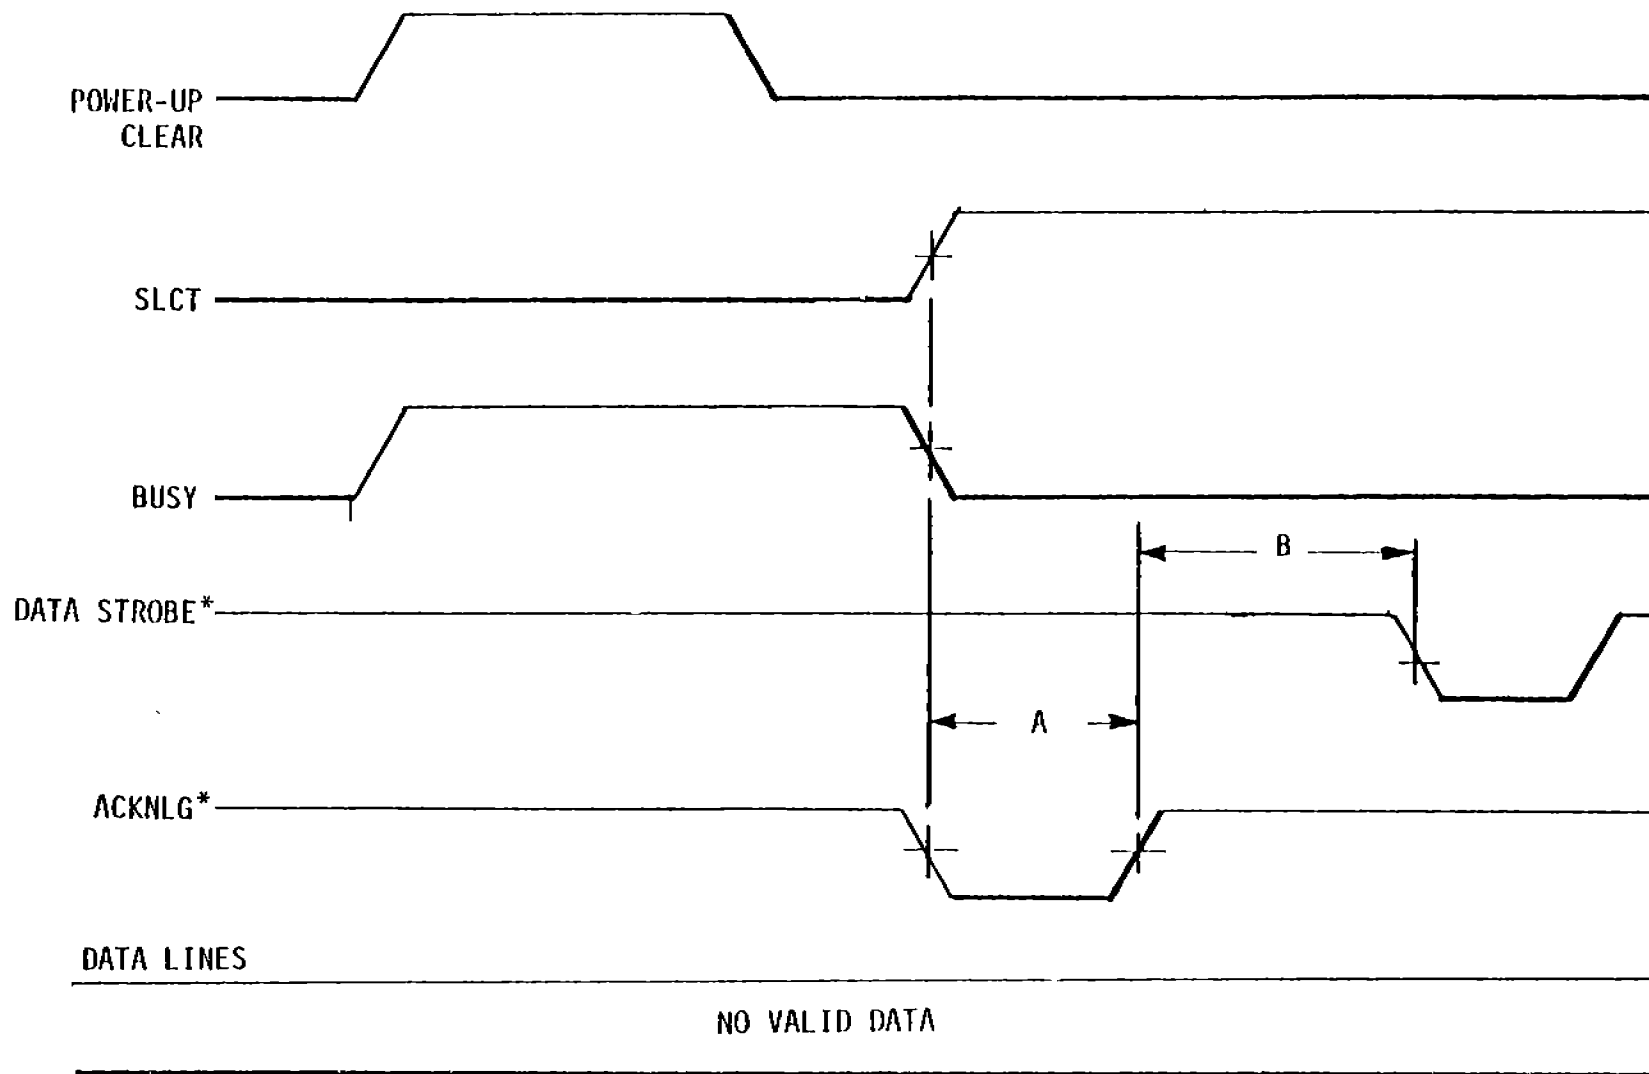 POWER-UP
CLEAR
SLCT
BUSY
B
DATA STROBE*
A
ACKNLG*
DATA LINES
NO VALID DATA